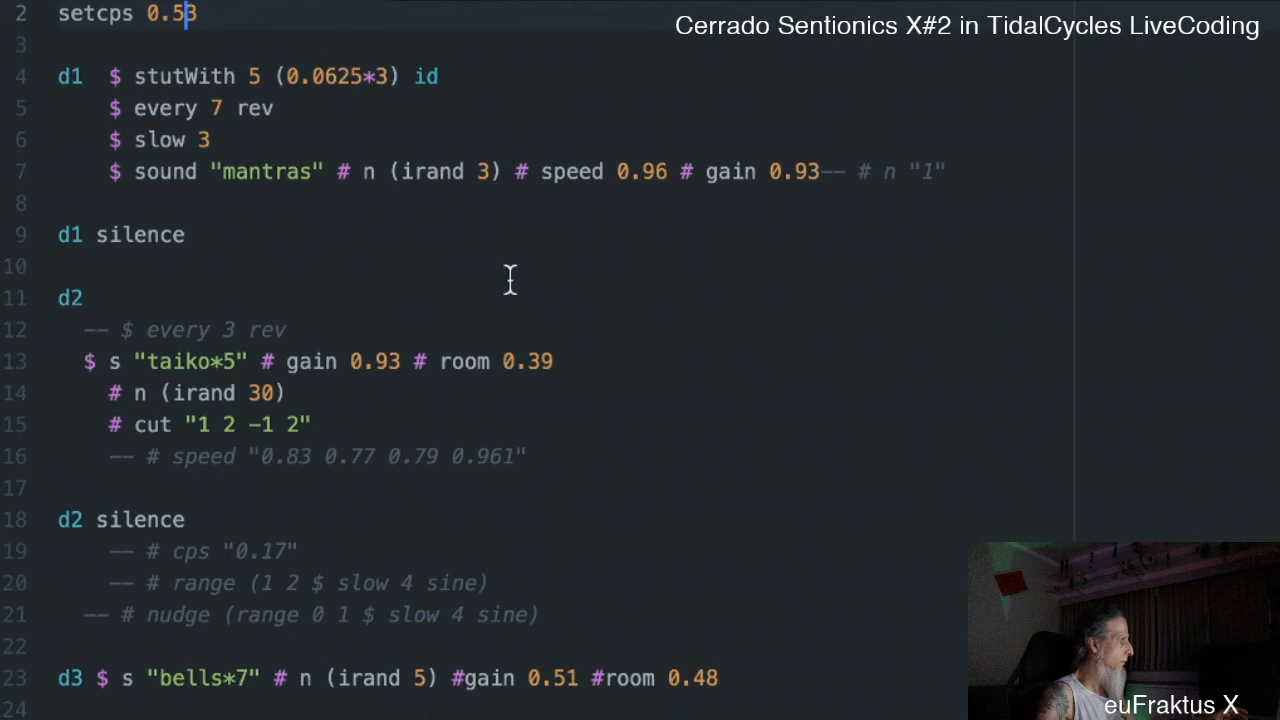 Cerrado Sentionics X#2 in TidalCycles LiveCoding
2 setcps 0.53
3
4 d1  $ stutWith 5 (0.0625*3) id
5     $ every 7 rev
6     $ slow 3
7     $ sound "mantras" # n (irand 3) # speed 0.96 # gain 0.93-- # n "1"
8
9 d1 silence
10
11 d2
12   -- $ every 3 rev
13   $ s "taiko*5" # gain 0.93 # room 0.39
14     # n (irand 30)
15     # cut "1 2 -1 2"
16     -- # speed "0.83 0.77 0.79 0.961"
17
18 d2 silence
19     -- # cps "0.17"
20     -- # range (1 2 $ slow 4 sine)
21   -- # nudge (range 0 1 $ slow 4 sine)
22
23 d3 $ s "bells*7" # n (irand 5) #gain 0.51 #room 0.48
24
euFraktus X